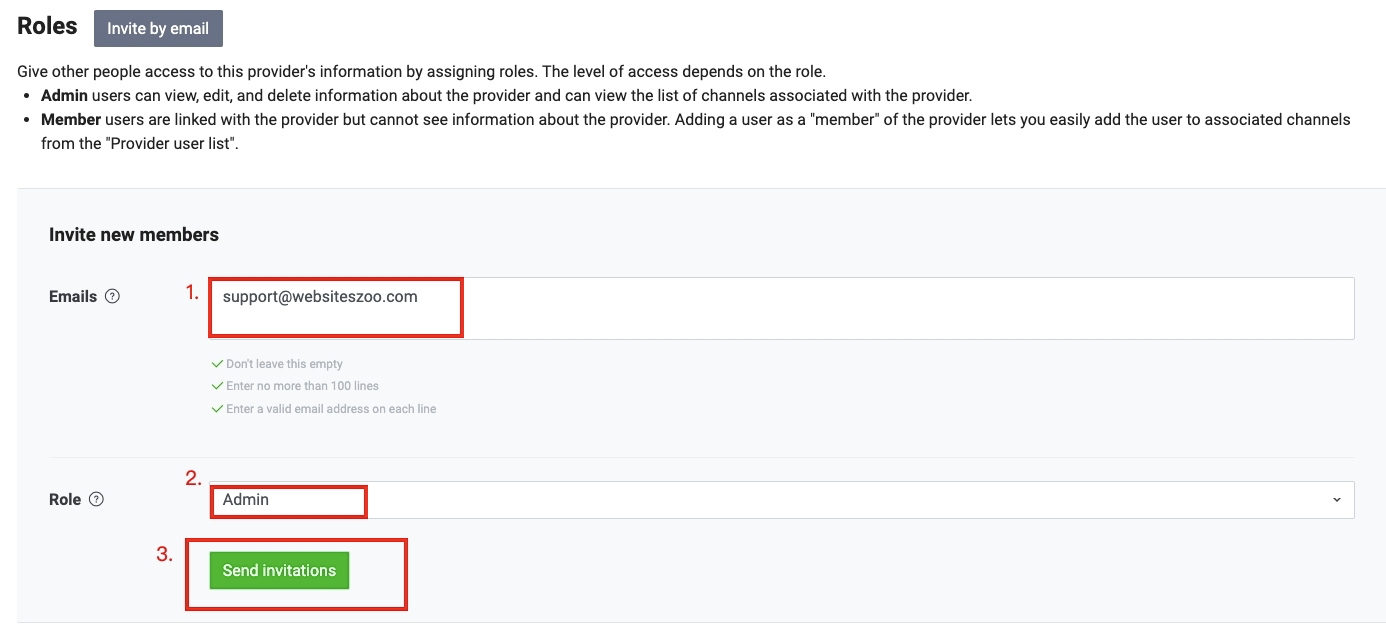 Roles Invite by email
Give other people access to this provider's information by assigning roles. The level of access depends on the role.
• Admin users can view, edit, and delete information about the provider and can view the list of channels associated with the provider.
• Member users are linked with the provider but cannot see information about the provider. Adding a user as a "member" of the provider lets you easily add the user to associated channels
from the "Provider user list".
Invite new members
Emails ? 1. support@websiteszoo.com
Don't leave this empty
Enter no more than 100 lines
Enter a valid email address on each line
2.
Role ? Admin
3.
Send invitations